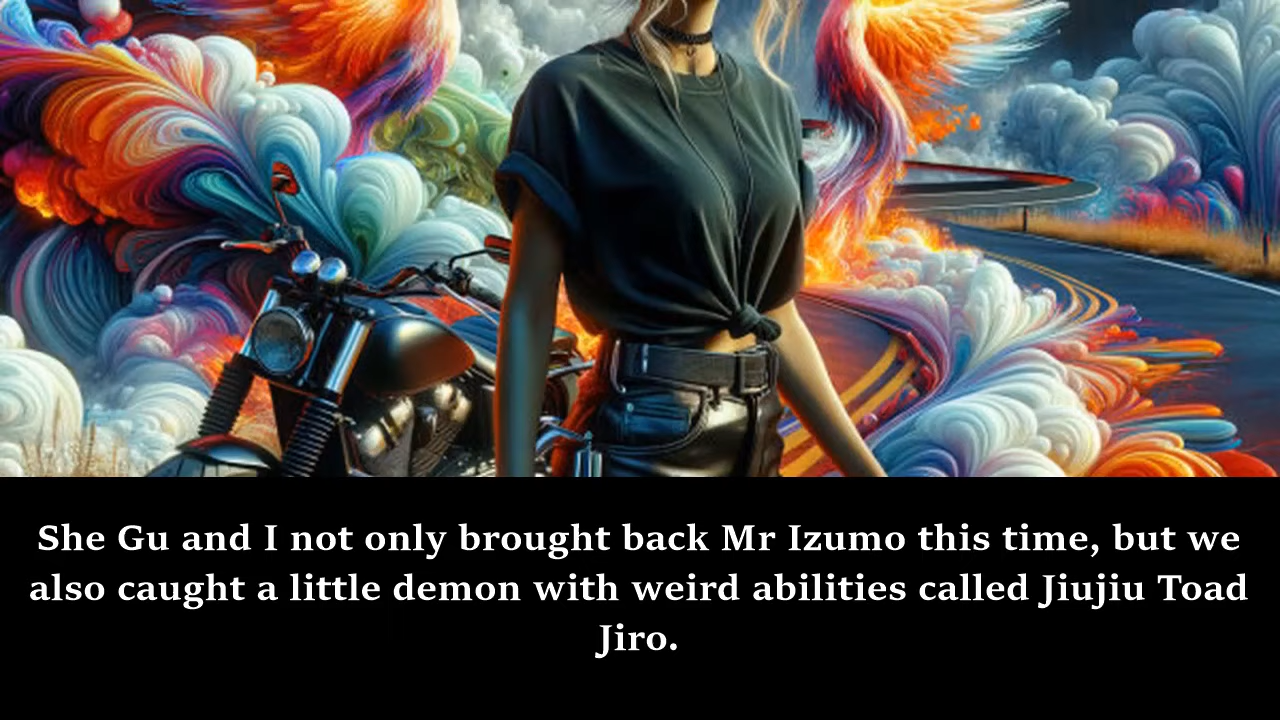 She Gu and I not only brought back Mr Izumo this time, but we
also caught a little demon with weird abilities called Jiujiu Toad
Jiro.